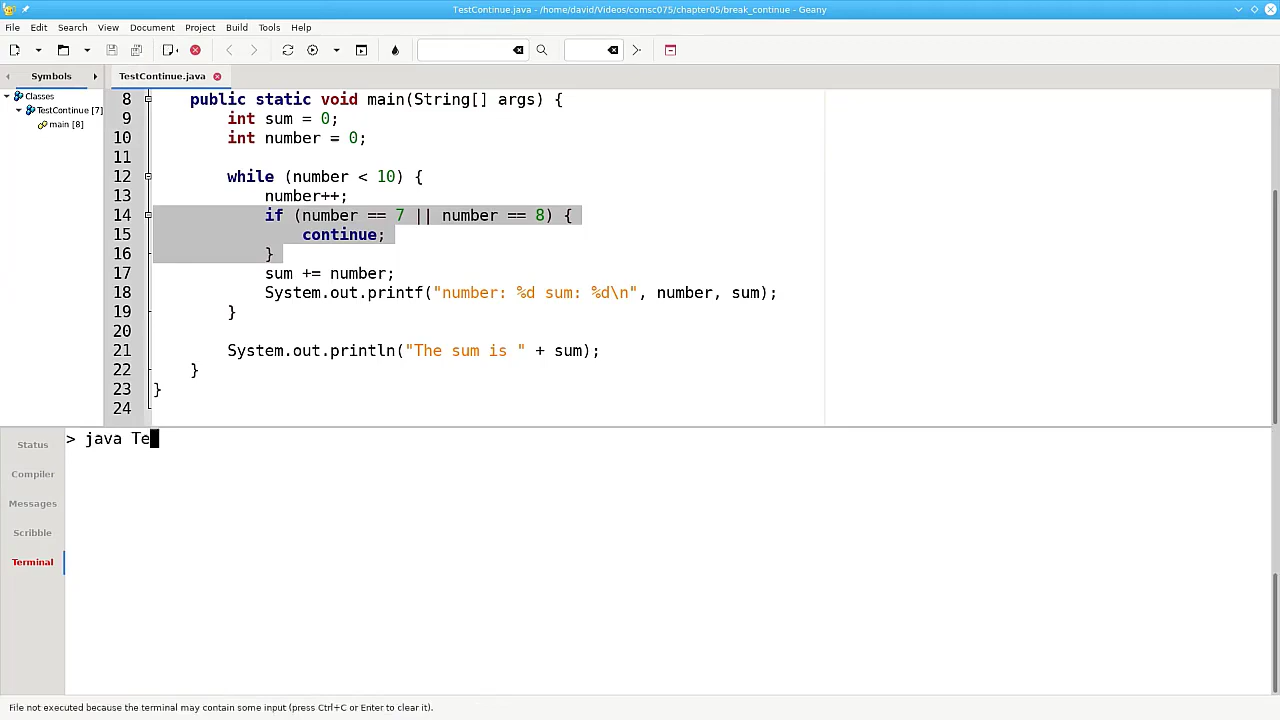 TestContinue.java - /home/david/Videos/comsc075/chapter05/break_continue - Geany
File Edit Search View Document Project Build Tools Help
Symbols
TestContinue.java
Classes
TestContinue [7]
main [8]
8 public static void main(String[] args) {
9 int sum = 0;
10 int number = 0;
11
12 while (number < 10) {
13 number++;
14 if (number == 7 || number == 8) {
15 continue;
16 }
17 sum += number;
18 System.out.printf("number: %d sum: %d\n", number, sum);
19 }
20
21 System.out.println("The sum is " + sum);
22 }
23 }
24
Status
Compiler
Messages
Scribble
Terminal
> java Te
File not executed because the terminal may contain some input (press Ctrl+C or Enter to clear it).